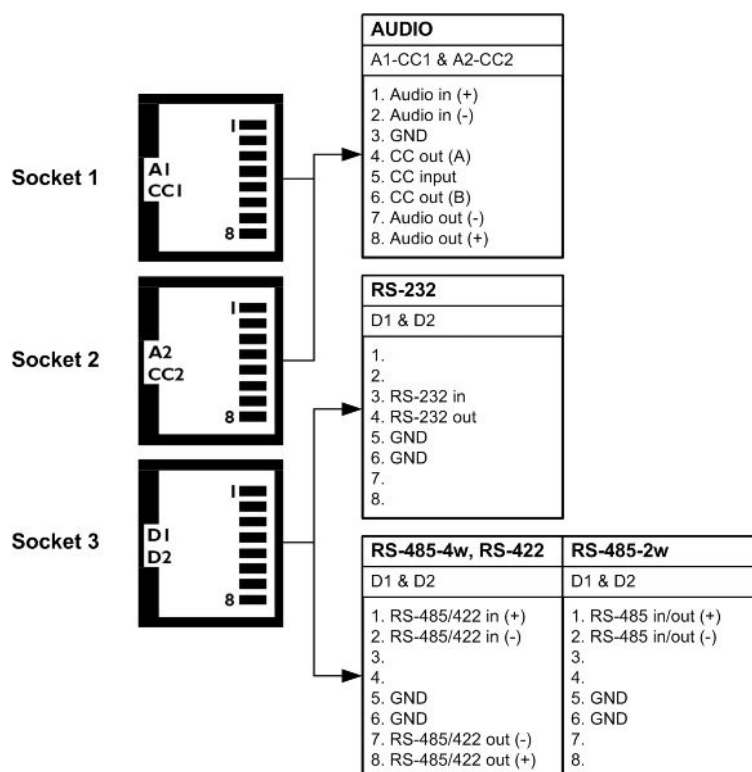 Socket 1
A1
CC1
1
8
Socket 2
A2
CC2
1
8
Socket 3
D1
D2
1
8
AUDIO
A1-CC1 & A2-CC2
1. Audio in (+)
2. Audio in (-)
3. GND
4. CC out (A)
5. CC input
6. CC out (B)
7. Audio out (-)
8. Audio out (+)
RS-232
D1 & D2
1.
2.
3. RS-232 in
4. RS-232 out
5. GND
6. GND
7.
8.
RS-485-4w, RS-422
D1 & D2
1. RS-485/422 in (+)
2. RS-485/422 in (-)
3.
4.
5. GND
6. GND
7. RS-485/422 out (-)
8. RS-485/422 out (+)
RS-485-2w
D1 & D2
1. RS-485 in/out (+)
2. RS-485 in/out (-)
3.
4.
5. GND
6. GND
7.
8.